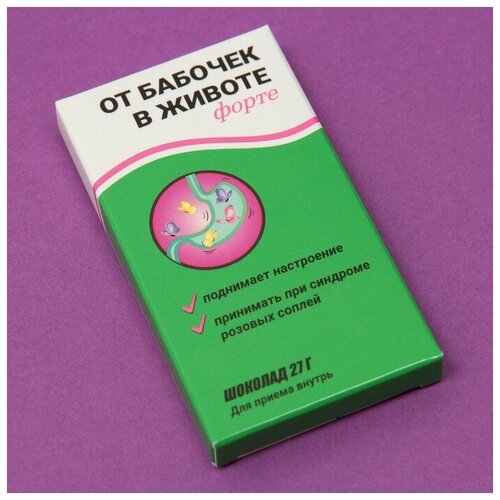 ОТ БАБОЧЕК
В ЖИВОТЕ
форте
поднимает настроение
принимать при синдроме
розовых соплей
ШОКОЛАД 27 Г
Для приема внутрь